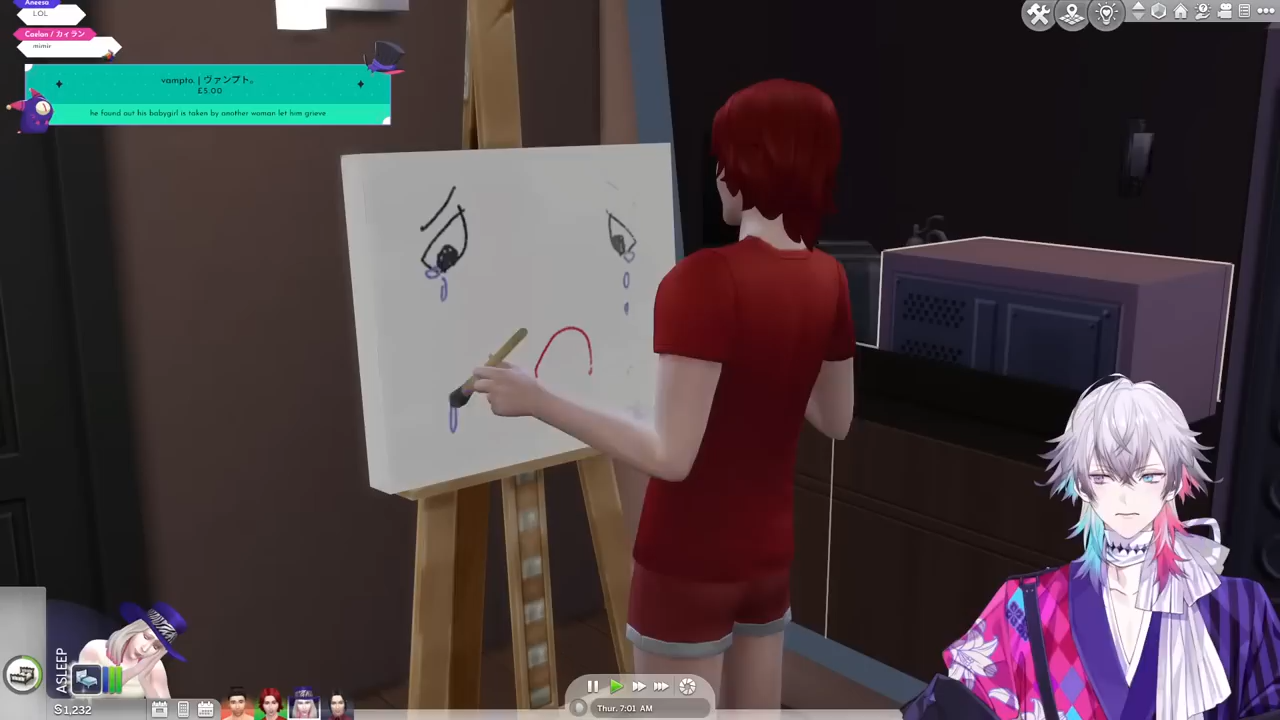 Aneesa
LOL
Caelan / カイラン
mimir
vampto. | ヴァンプト。
£5.00
he found out his babygirl is taken by another woman let him grieve
ASLEEP
§1,232
Thur. 7:01 AM